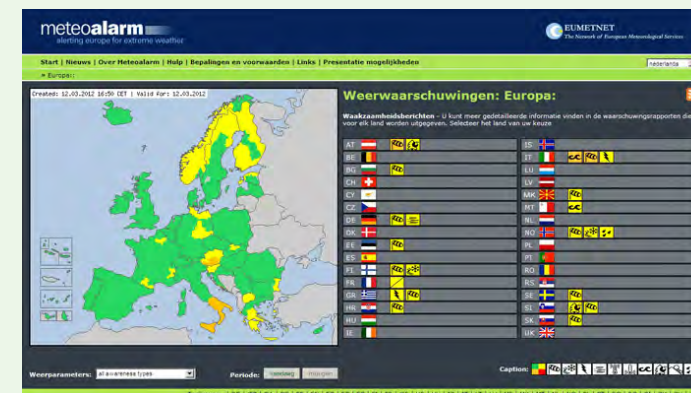 meteoalarm
alerting europe for extreme weather
EUMETNET
The Network of European Meteorological Services
Start | Nieuws | Over Meteoalarm | Hulp | Bepalingen en voorwaarden | Links | Presentatie mogelijkheden
nederlands
» Europa::
Created: 12.03.2012 16:50 CET | Valid for: 12.03.2012
Weerwaarschuwingen: Europa:
Waakzaamheidsberichten - U kunt meer gedetailleerde informatie vinden in de waarschuwingsrapporten die
voor elk land worden uitgegeven. Selecteer het land van uw keuze
AT IS
BE IT
BG LU
CH LV
CY MK
CZ MT
DE NL
DK NO
EE PL
ES PT
FI RO
FR RS
GR SE
HR SI
HU SK
IE UK
Weerparameters: all awareness types Periode: vandaag morgen Caption: